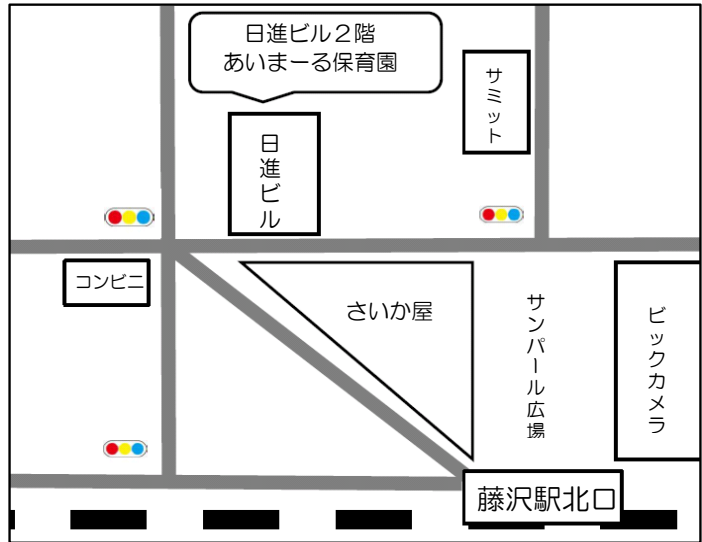 日進ビル２階
あいまーる保育園
サミット
日進ビル
コンビニ
さいか屋
サンパール広場
ビックカメラ
藤沢駅北口